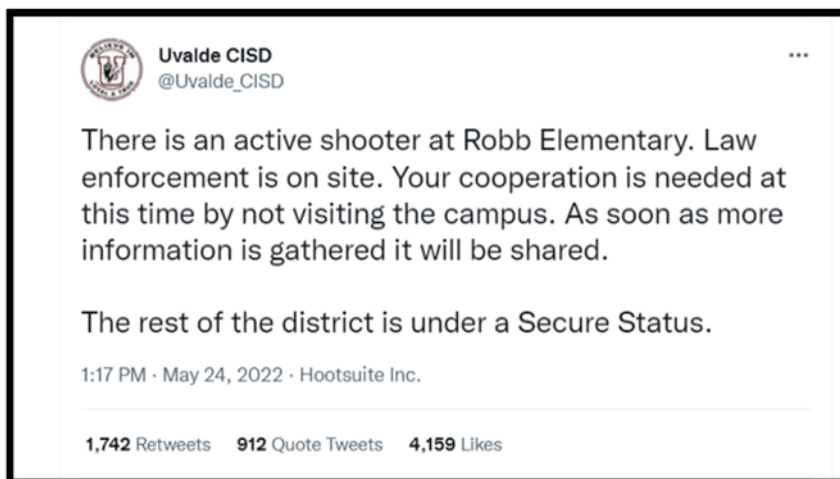 Uvalde CISD
@Uvalde_CISD
There is an active shooter at Robb Elementary. Law
enforcement is on site. Your cooperation is needed at
this time by not visiting the campus. As soon as more
information is gathered it will be shared.
The rest of the district is under a Secure Status.
1:17 PM · May 24, 2022 · Hootsuite Inc.
1,742 Retweets 912 Quote Tweets 4,159 Likes